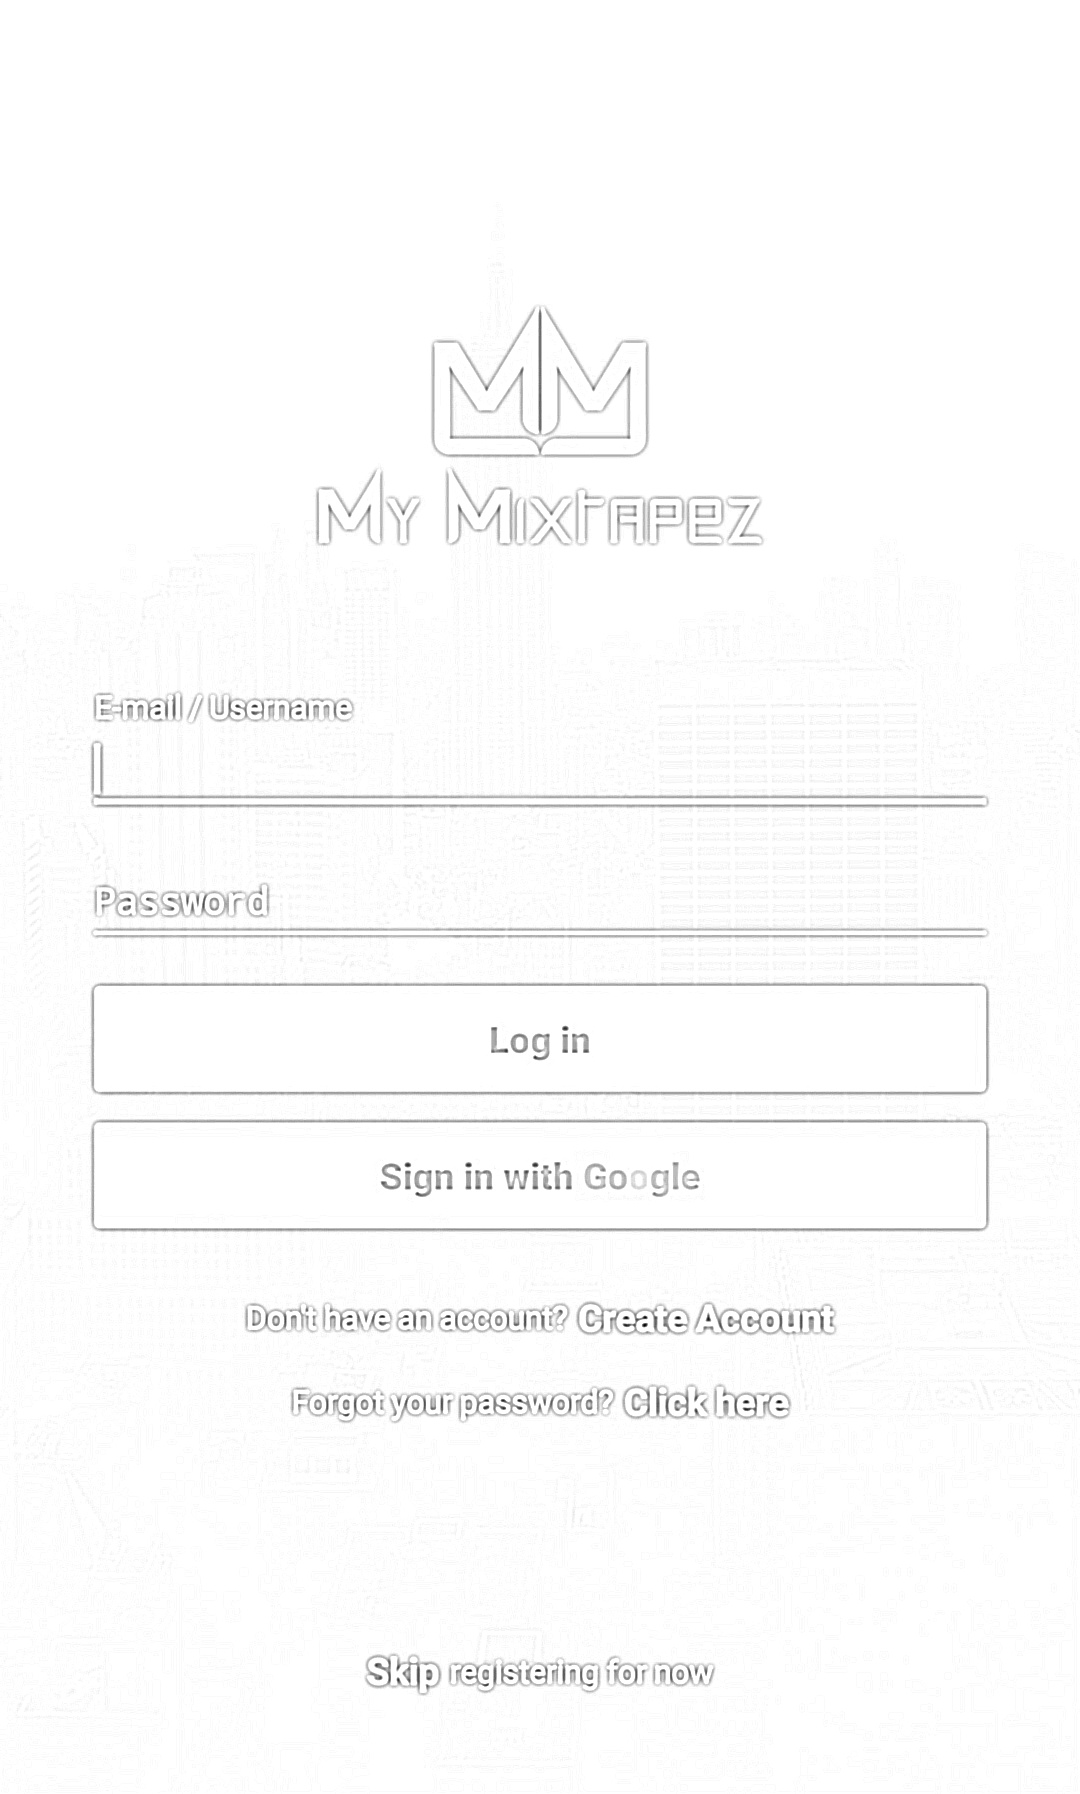 My Mixtapez
E-mail / Username
Password
Log in
Sign in with Google
Don't have an account? Create Account
Forgot your password? Click here
Skip registering for now